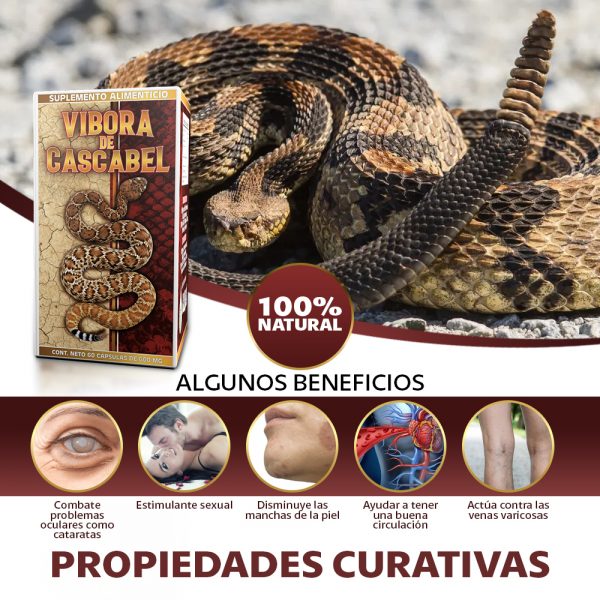 SUPLEMENTO ALIMENTICIO
VIBORA
DE
CASCABEL
CONT. NETO 60 CAPSULAS DE 600 MG
100%
NATURAL
ALGUNOS BENEFICIOS
Combate
problemas
oculares como
cataratas
Estimulante sexual
Disminuye las
manchas de la piel
Ayudar a tener
una buena
circulación
Actúa contra las
venas varicosas
PROPIEDADES CURATIVAS